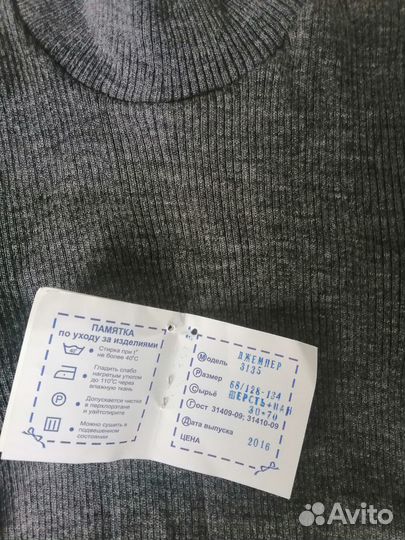 ПАМЯТКА
по уходу за изделиями
Стирка при t°
не более 40°С
Гладить слабо
нагретым утюгом
до 110°С через
влажную ткань
Допускается чистка
в перхлорэтане
и уайтспирите
Можно сушить в
подвешенном
состоянии
Модель ДЖЕМПЕР
3135
Размер
68/128-134
Сырьё ШЕРСТЬ+ПАН
30+70
Гост 31409-09; 31410-09
Дата выпуска 2016
ЦЕНА
Avito